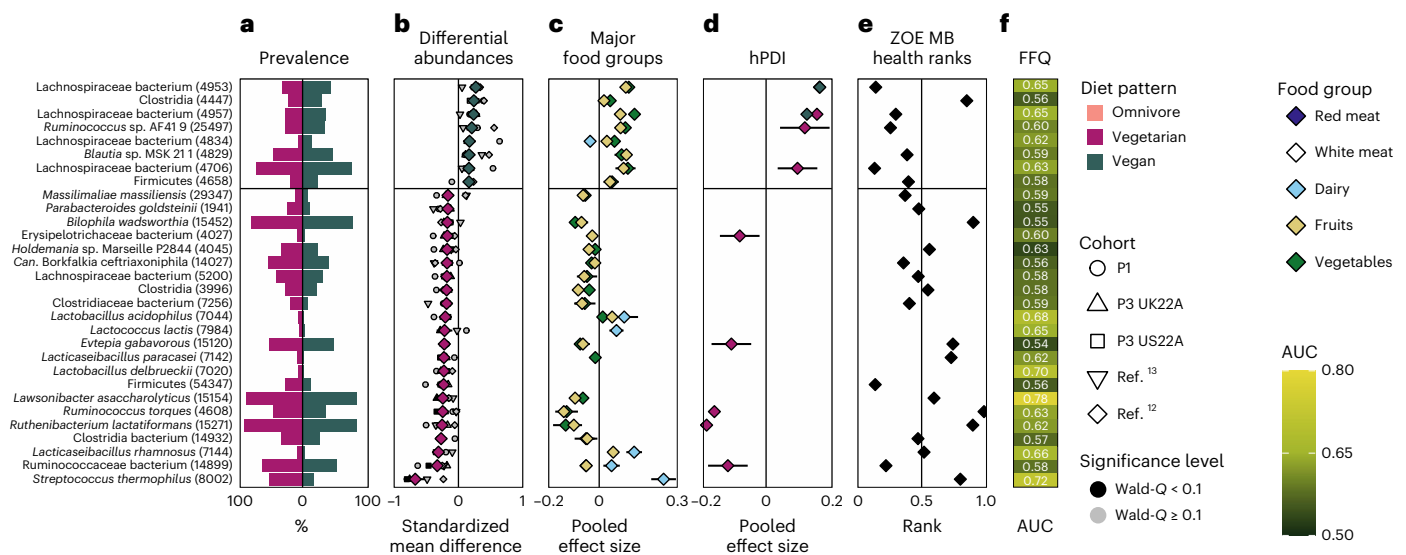 a
b
c
d
e
f
Prevalence
Differential
abundances
Major
food groups
hPDI
ZOE MB
health ranks
FFQ
Lachnospiraceae bacterium (4953)
Clostridia (4447)
Lachnospiraceae bacterium (4957)
Ruminococcus sp. AF41 9 (25497)
Lachnospiraceae bacterium (4834)
Blautia sp. MSK 21 1 (4829)
Lachnospiraceae bacterium (4706)
Firmicutes (4658)
Massilimaliae massiliensis (29347)
Parabacteroides goldsteinii (1941)
Bilophila wadsworthia (15452)
Erysipelotrichaceae bacterium (4027)
Holdemania sp. Marseille P2844 (4045)
Can. Borkfalkia ceftriaxoniphila (14027)
Lachnospiraceae bacterium (5200)
Clostridia (3996)
Clostridiaceae bacterium (7256)
Lactobacillus acidophilus (7044)
Lactococcus lactis (7984)
Evtepia gabavorous (15120)
Lacticaseibacillus paracasei (7142)
Lactobacillus delbrueckii (7020)
Firmicutes (54347)
Lawsonibacter asaccharolyticus (15154)
Ruminococcus torques (4608)
Ruthenibacterium lactatiformans (15271)
Clostridia bacterium (14932)
Lacticaseibacillus rhamnosus (7144)
Ruminococcaceae bacterium (14899)
Streptococcus thermophilus (8002)
0.65
0.56
0.65
0.60
0.62
0.59
0.63
0.58
0.59
0.55
0.55
0.60
0.63
0.56
0.58
0.58
0.59
0.68
0.65
0.54
0.62
0.70
0.56
0.78
0.63
0.62
0.57
0.66
0.58
0.72
100
0
100
−1
0
1
−0.2
0
0.3
−0.2
0
0.2
0
0.5
1.0
%
Standardized
mean difference
Pooled
effect size
Pooled
effect size
Rank
AUC
Diet pattern
Omnivore
Vegetarian
Vegan
Cohort
P1
P3 UK22A
P3 US22A
Ref. 13
Ref. 12
Significance level
Wald-Q < 0.1
Wald-Q ≥ 0.1
Food group
Red meat
White meat
Dairy
Fruits
Vegetables
AUC
0.80
0.65
0.50